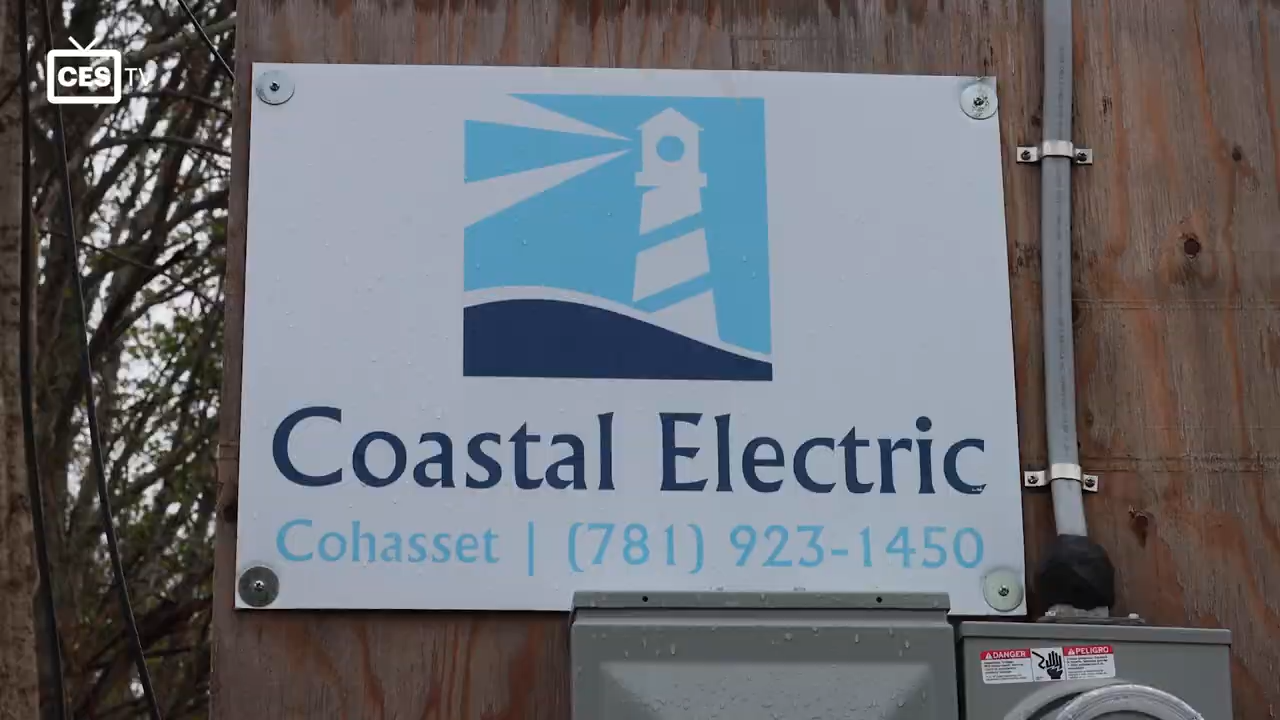 CES TV
Coastal Electric
Cohasset | (781) 923-1450
DANGER
PELIGRO